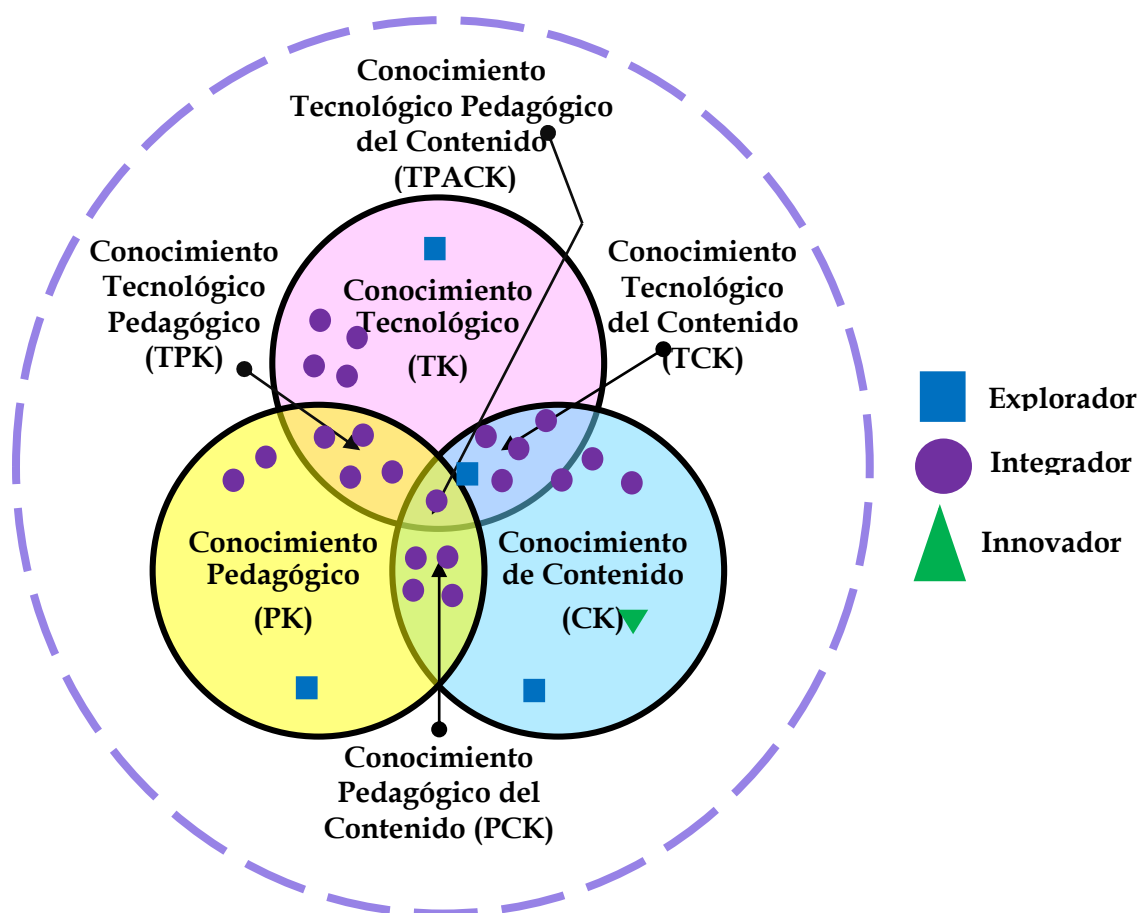 Conocimiento
Tecnológico Pedagógico
del Contenido
(TPACK)
Conocimiento
Tecnológico
Pedagógico
(TPK)
Conocimiento
Tecnológico
(TK)
Conocimiento
Tecnológico
del Contenido
(TCK)
Conocimiento
Pedagógico
(PK)
Conocimiento
de Contenido
(CK)
Conocimiento
Pedagógico del
Contenido (PCK)
Explorador
Integrador
Innovador